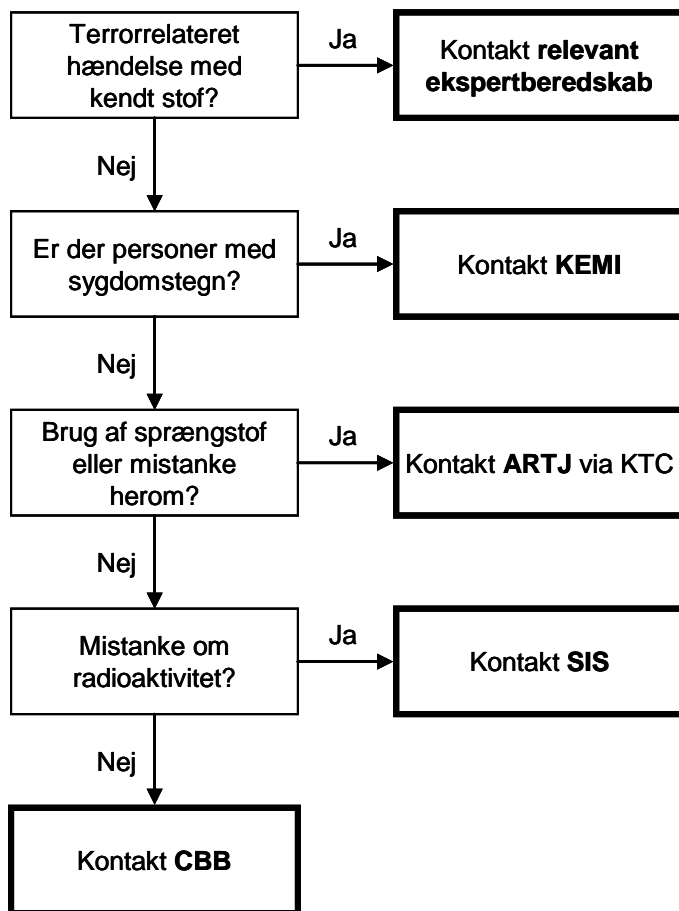 Terrorrelateret
hændelse med
kendt stof?
Ja
Kontakt relevant
ekspertberedskab
Nej
Er der personer med
sygdomstegn?
Ja
Kontakt KEMI
Nej
Brug af sprængstof
eller mistanke
herom?
Ja
Kontakt ARTJ via KTC
Nej
Mistanke om
radioaktivitet?
Ja
Kontakt SIS
Nej
Kontakt CBB